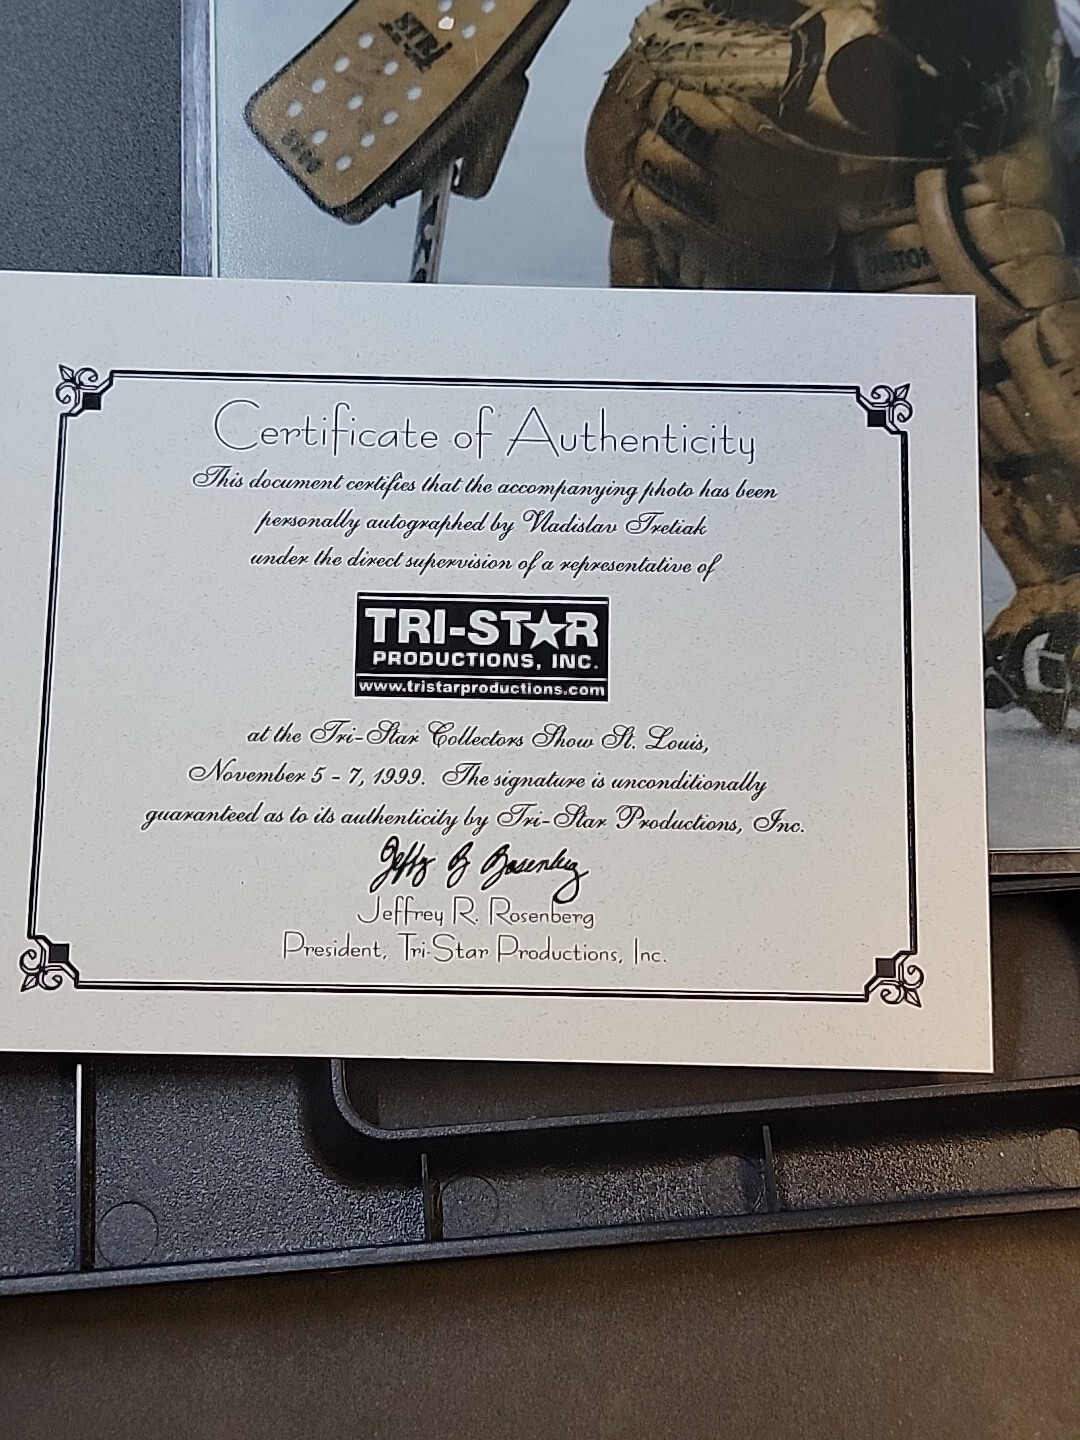 Certificate of Authenticity
This document certifies that the accompanying photo has been
personally autographed by Vladislav Tretiak
under the direct supervision of a representative of
TRI-ST★R
PRODUCTIONS, INC.
www.tristarproductions.com
at the Tri-Star Collectors Show St. Louis,
November 5 - 7, 1999. The signature is unconditionally
guaranteed as to its authenticity by Tri-Star Productions, Inc.
Jeffrey R. Rosenberg
Jeffrey R. Rosenberg
President, Tri-Star Productions, Inc.